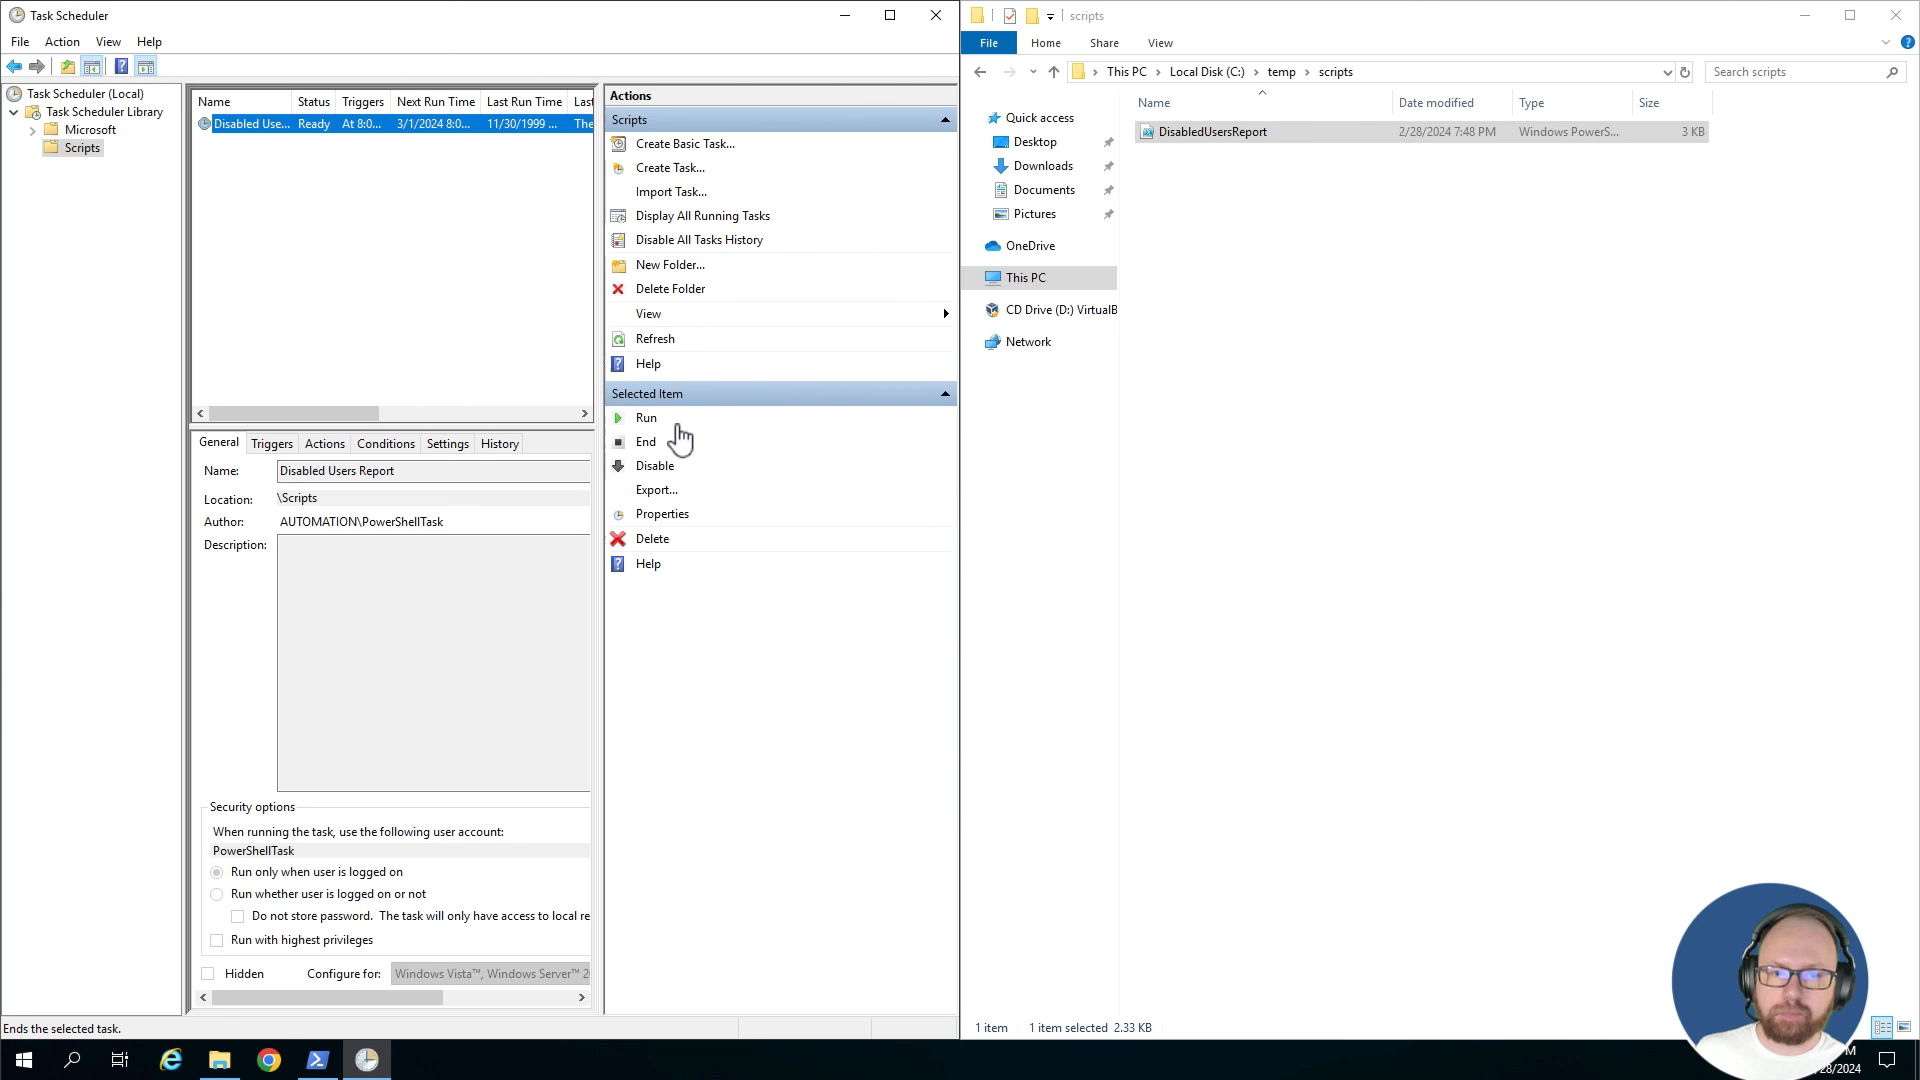 Task Scheduler
File Action View Help
Task Scheduler (Local)
Task Scheduler Library
Microsoft
Scripts
Name Status Triggers Next Run Time Last Run Time Last
Disabled Use... Ready At 8:0... 3/1/2024 8:0... 11/30/1999 ... The
General Triggers Actions Conditions Settings History
Name: Disabled Users Report
Location: \Scripts
Author: AUTOMATION\PowerShellTask
Description:
Security options
When running the task, use the following user account:
PowerShellTask
Run only when user is logged on
Run whether user is logged on or not
Do not store password. The task will only have access to local re
Run with highest privileges
Hidden Configure for: Windows Vista™, Windows Server™ 2
Ends the selected task.
Actions
Scripts
Create Basic Task...
Create Task...
Import Task...
Display All Running Tasks
Disable All Tasks History
New Folder...
Delete Folder
View
Refresh
Help
Selected Item
Run
End
Disable
Export...
Properties
Delete
Help
scripts
File Home Share View
This PC Local Disk (C:) temp scripts
Search scripts
Quick access
Desktop
Downloads
Documents
Pictures
OneDrive
This PC
CD Drive (D:) VirtualB
Network
Name Date modified Type Size
DisabledUsersReport 2/28/2024 7:48 PM Windows PowerS... 3 KB
1 item 1 item selected 2.33 KB
M
/28/2024